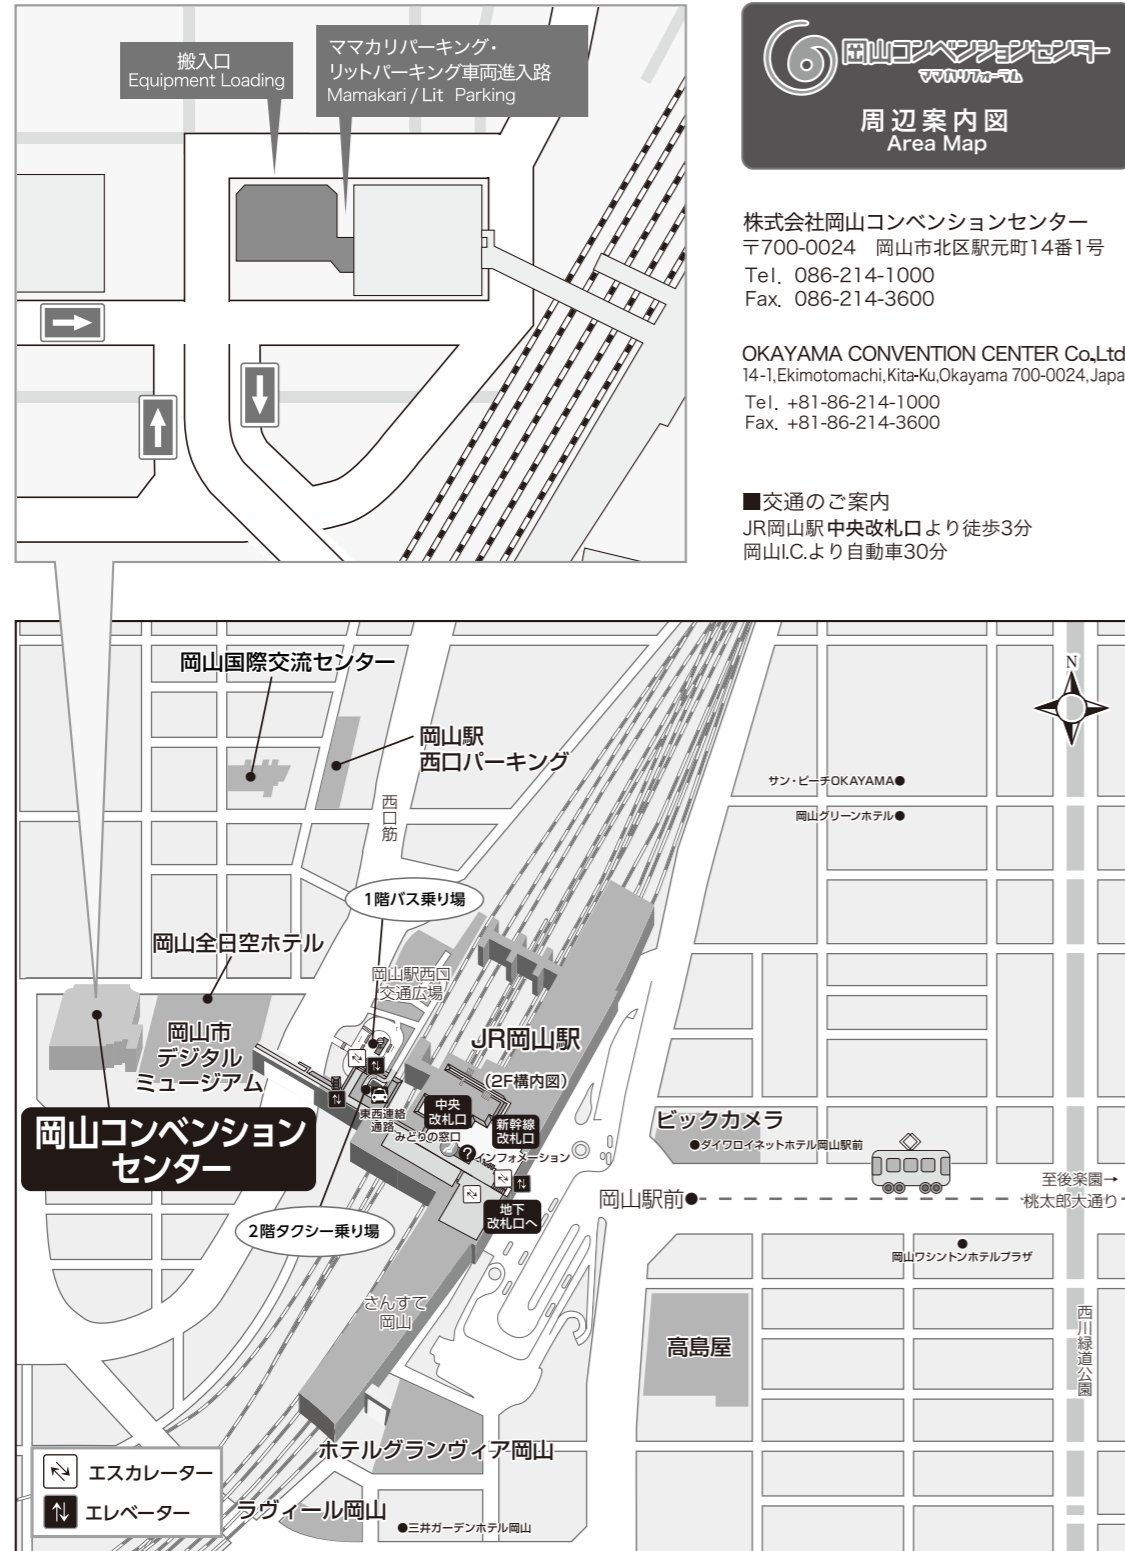 搬入口
Equipment Loading
ママカリパーキング・
リットパーキング車両進入路
Mamakari / Lit Parking
岡山コンベンションセンター
ママカリフォーラム
周辺案内図
Area Map
株式会社岡山コンベンションセンター
〒700-0024 岡山市北区駅元町14番1号
Tel. 086-214-1000
Fax. 086-214-3600
OKAYAMA CONVENTION CENTER Co.,Ltd
14-1,Ekimotomachi,Kita-Ku,Okayama 700-0024,Japa
Tel. +81-86-214-1000
Fax. +81-86-214-3600
■交通のご案内
JR岡山駅中央改札口より徒歩3分
岡山I.C.より自動車30分
岡山国際交流センター
N
岡山駅
西口パーキング
サン・ピーチOKAYAMA●
西口筋
岡山グリーンホテル●
1階バス乗り場
岡山全日空ホテル
岡山駅西口
交通広場
岡山市
デジタル
ミュージアム
JR岡山駅
(2F構内図)
東西連絡
通路
中央
改札口
みどりの窓口
新幹線
改札口
?
インフォメーション
岡山コンベンション
センター
ビックカメラ
●ダイワロイネットホテル岡山駅前
至後楽園→
岡山駅前●
桃太郎大通り
地下
改札口へ
2階タクシー乗り場
岡山ワシントンホテルプラザ
さんすて
岡山
高島屋
西川緑道公園
ホテルグランヴィア岡山
エスカレーター
エレベーター
ラヴィール岡山
●三井ガーデンホテル岡山